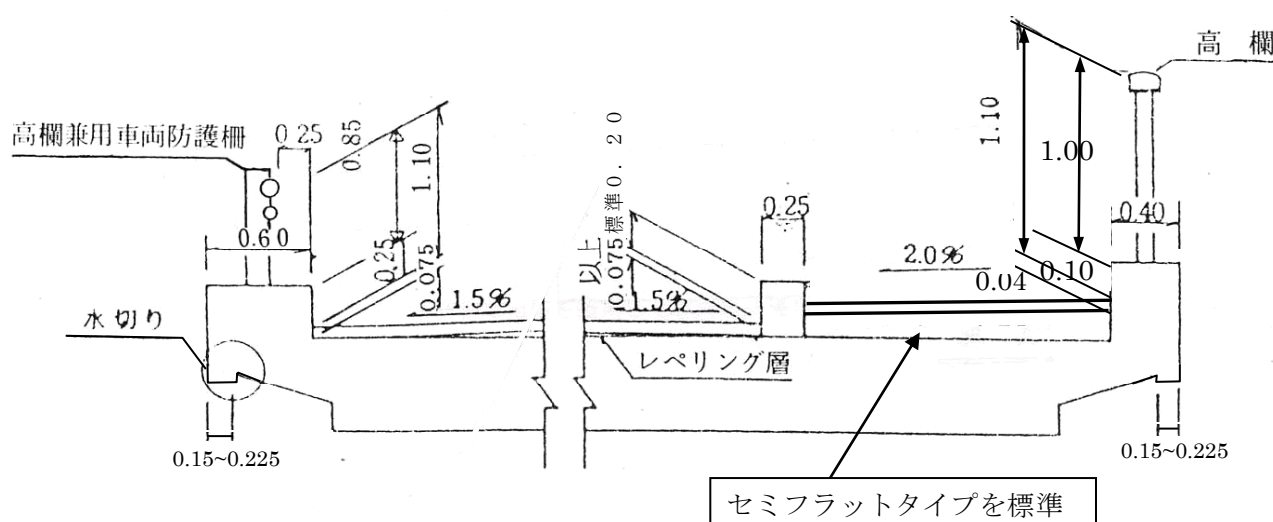 高欄
1.10
1.00
高欄兼用車両防護柵
0.25
0.85
1.10
0.075
標準0.20
以上
0.25
0.40
0.60
0.25
0.075
2.0%
0.04
0.10
1.5%
1.5%
水切り
レベリング層
0.15~0.225
0.15~0.225
セミフラットタイプを標準